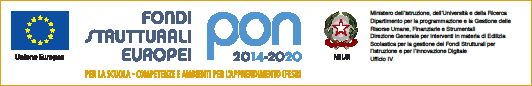 Unione Europea
FONDI
STRUTTURALI
EUROPEI
pon
2014-2020
PER LA SCUOLA - COMPETENZE E AMBIENTI PER L'APPRENDIMENTO (FESR)
MIUR
Ministero dell'Istruzione, dell'Università e della Ricerca
Dipartimento per la programmazione e la Gestione delle
Risorse Umane, Finanziarie e Strumentali
Direzione Generale per interventi in materia di Edilizia
Scolastica per la gestione dei Fondi Strutturali per
l'Istruzione e per l'Innovazione Digitale
Ufficio IV